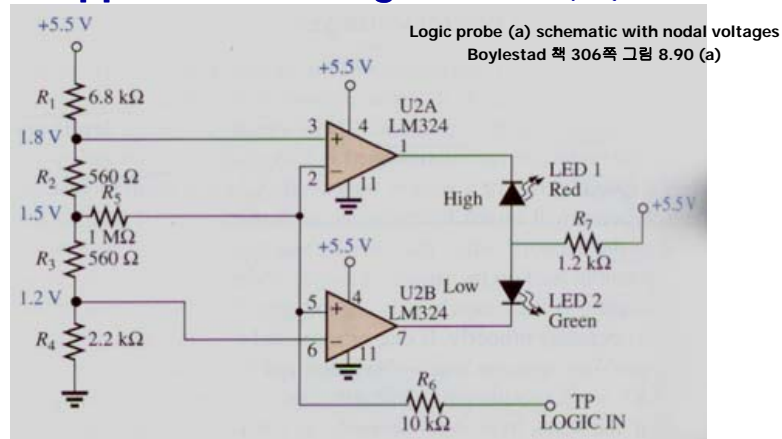 Logic probe (a) schematic with nodal voltages
Boylestad 책 306쪽 그림 8.90 (a)
+5.5 V
R1 6.8 kΩ
1.8 V
R2 560 Ω
1.5 V
R5
1 MΩ
R3 560 Ω
1.2 V
R4 2.2 kΩ
+5.5 V
U2A
LM324
3 + 4 1
2 − 11
High
LED 1
Red
R7
1.2 kΩ
+5.5 V
+5.5 V
Low
LED 2
Green
U2B
LM324
5 + 4
6 − 11 7
R6
10 kΩ
TP
LOGIC IN